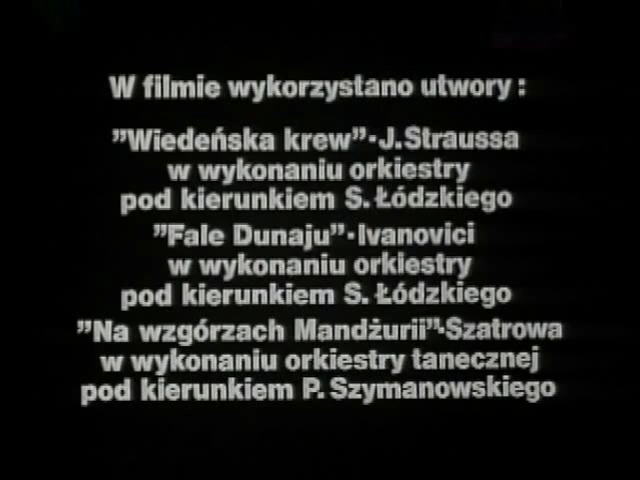 W filmie wykorzystano utwory:
"Wiedeńska krew"·J.Straussa
w wykonaniu orkiestry
pod kierunkiem S. Łódzkiego
"Fale Dunaju"·Ivanovici
w wykonaniu orkiestry
pod kierunkiem S. Łódzkiego
"Na wzgórzach Mandżurii"·Szatrowa
w wykonaniu orkiestry tanecznej
pod kierunkiem P. Szymanowskiego